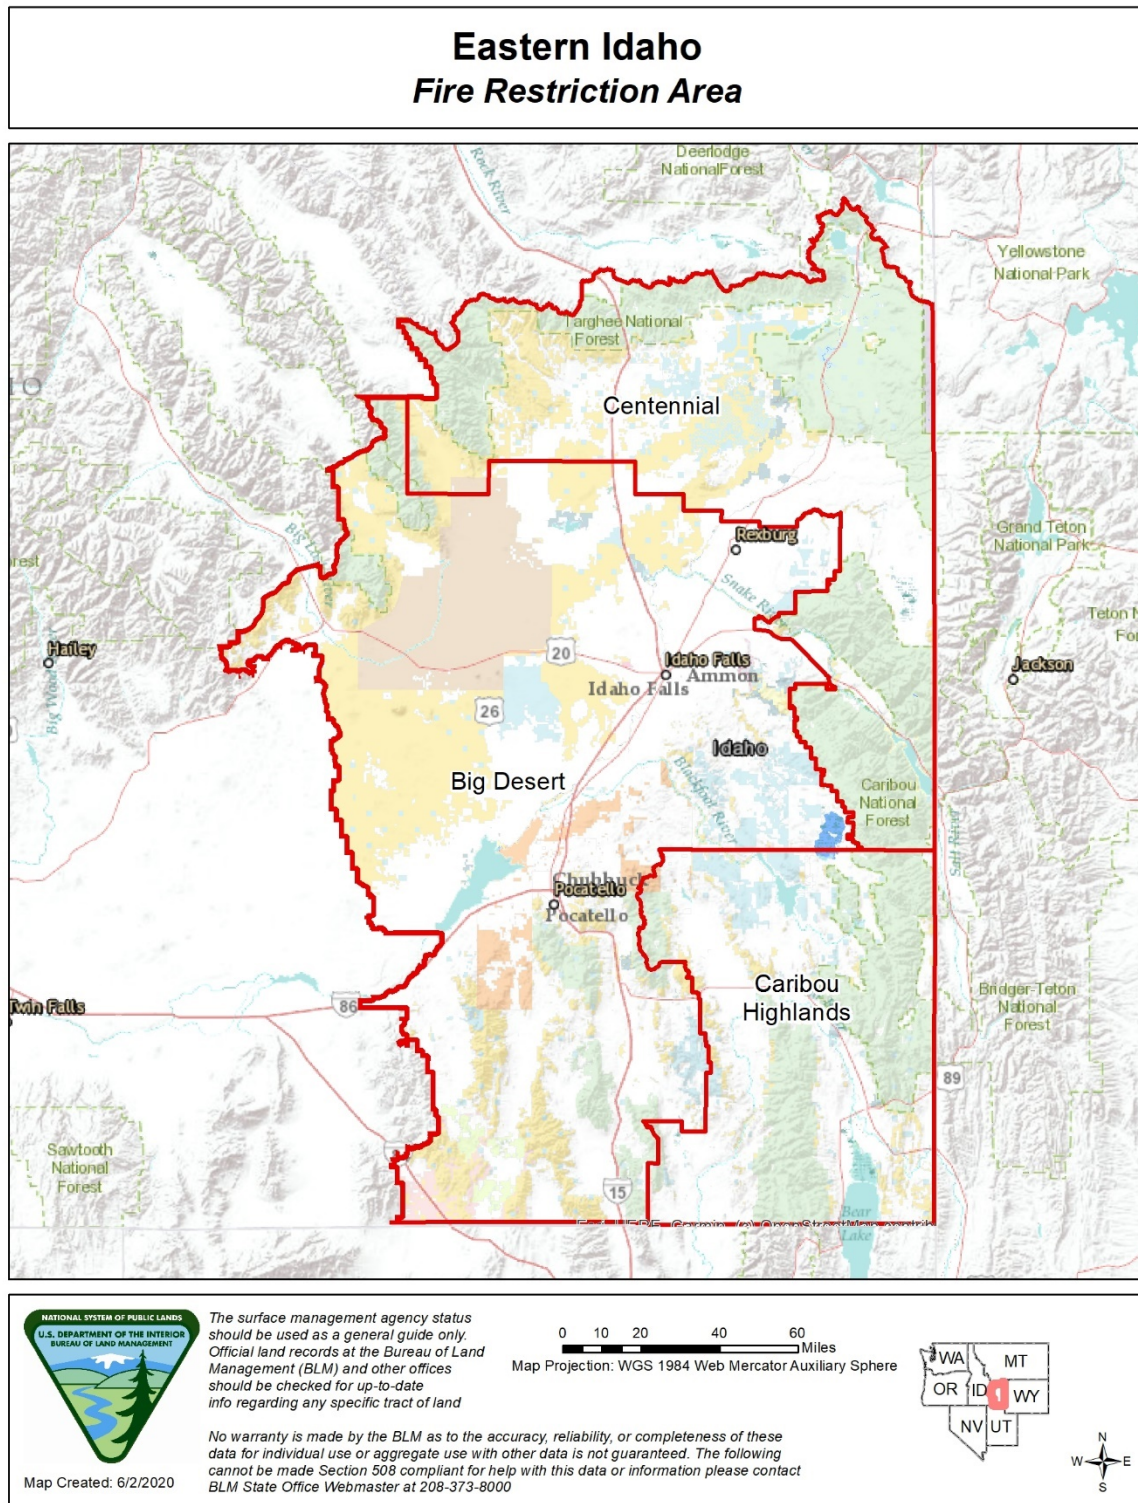 Eastern Idaho
Fire Restriction Area
Deerlodge
NationalForest
Rock River
Yellowstone
National Park
Targhee National
Forest
Centennial
Grand Teton
National Park
Rexburg
Snake River
Big
Hailey
Big Wood
20
Idaho Falls
Idaho Falls
Ammon
Jackson
26
Idaho
Big Desert
Blackfoot River
Caribou
National
Forest
Salt River
Chubbuck
Pocatello
Pocatello
Caribou
Highlands
Bridger-Teton
National
Forest
86
Twin Falls
89
Sawtooth
National
Forest
15
Bear
Lake
NATIONAL SYSTEM OF PUBLIC LANDS
U.S. DEPARTMENT OF THE INTERIOR
BUREAU OF LAND MANAGEMENT
Map Created: 6/2/2020
The surface management agency status
should be used as a general guide only.
Official land records at the Bureau of Land
Management (BLM) and other offices
should be checked for up-to-date
info regarding any specific tract of land
No warranty is made by the BLM as to the accuracy, reliability, or completeness of these
data for individual use or aggregate use with other data is not guaranteed. The following
cannot be made Section 508 compliant for help with this data or information please contact
BLM State Office Webmaster at 208-373-8000
0 10 20 40 60
Miles
Map Projection: WGS 1984 Web Mercator Auxiliary Sphere
WA MT
OR ID WY
NV UT
N
W E
S